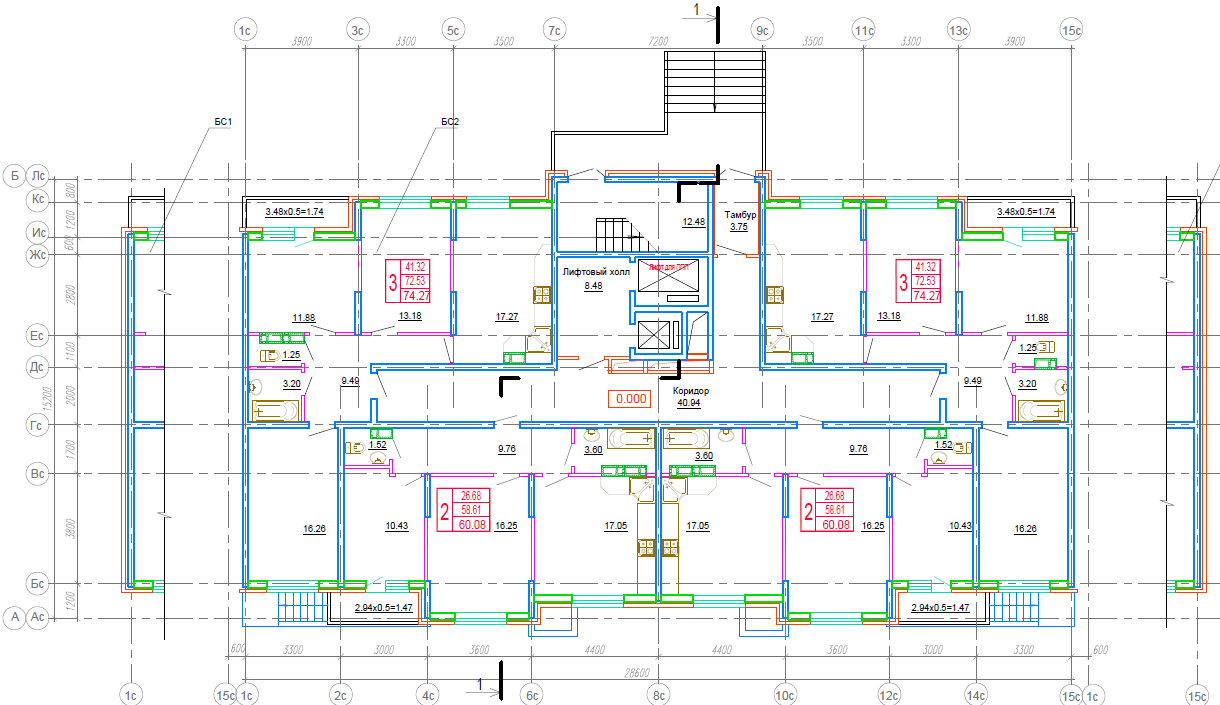 1
1с 3с 5с 7с 9с 11с 13с 15с
3900 3300 3500 7200 3500 3300 3900
БС1 БС2
Б Лс
800
Кс
3.48х0.5=1.74 3.48х0.5=1.74
1200
12.48
Тамбур
3.75
Ис
600
Жс
Лифтовый холл
8.48
Лифт для ППП
41.32 41.32
3 72.53 3 72.53
74.27 74.27
2800
11.88 13.18 17.27 17.27 13.18 11.88
Ес
1100
1.25 1.25
Дс
3.20 9.49 9.49 3.20
2000
15200
0.000
Коридор
40.94
Гс
1700
1.52 9.76 3.60 3.60 9.76 1.52
Вс
26.68 26.68
2 58.61 2 58.61
60.08 60.08
3800
16.26 10.43 16.25 17.05 17.05 16.25 10.43 16.26
Бс
1200
2.94х0.5=1.47 2.94х0.5=1.47
А Ас
600 3300 3000 3600 4400 4400 3600 3000 3300 600
28600
1
1с 15с 1с 2с 4с 6с 8с 10с 12с 14с 15с 1с 15с